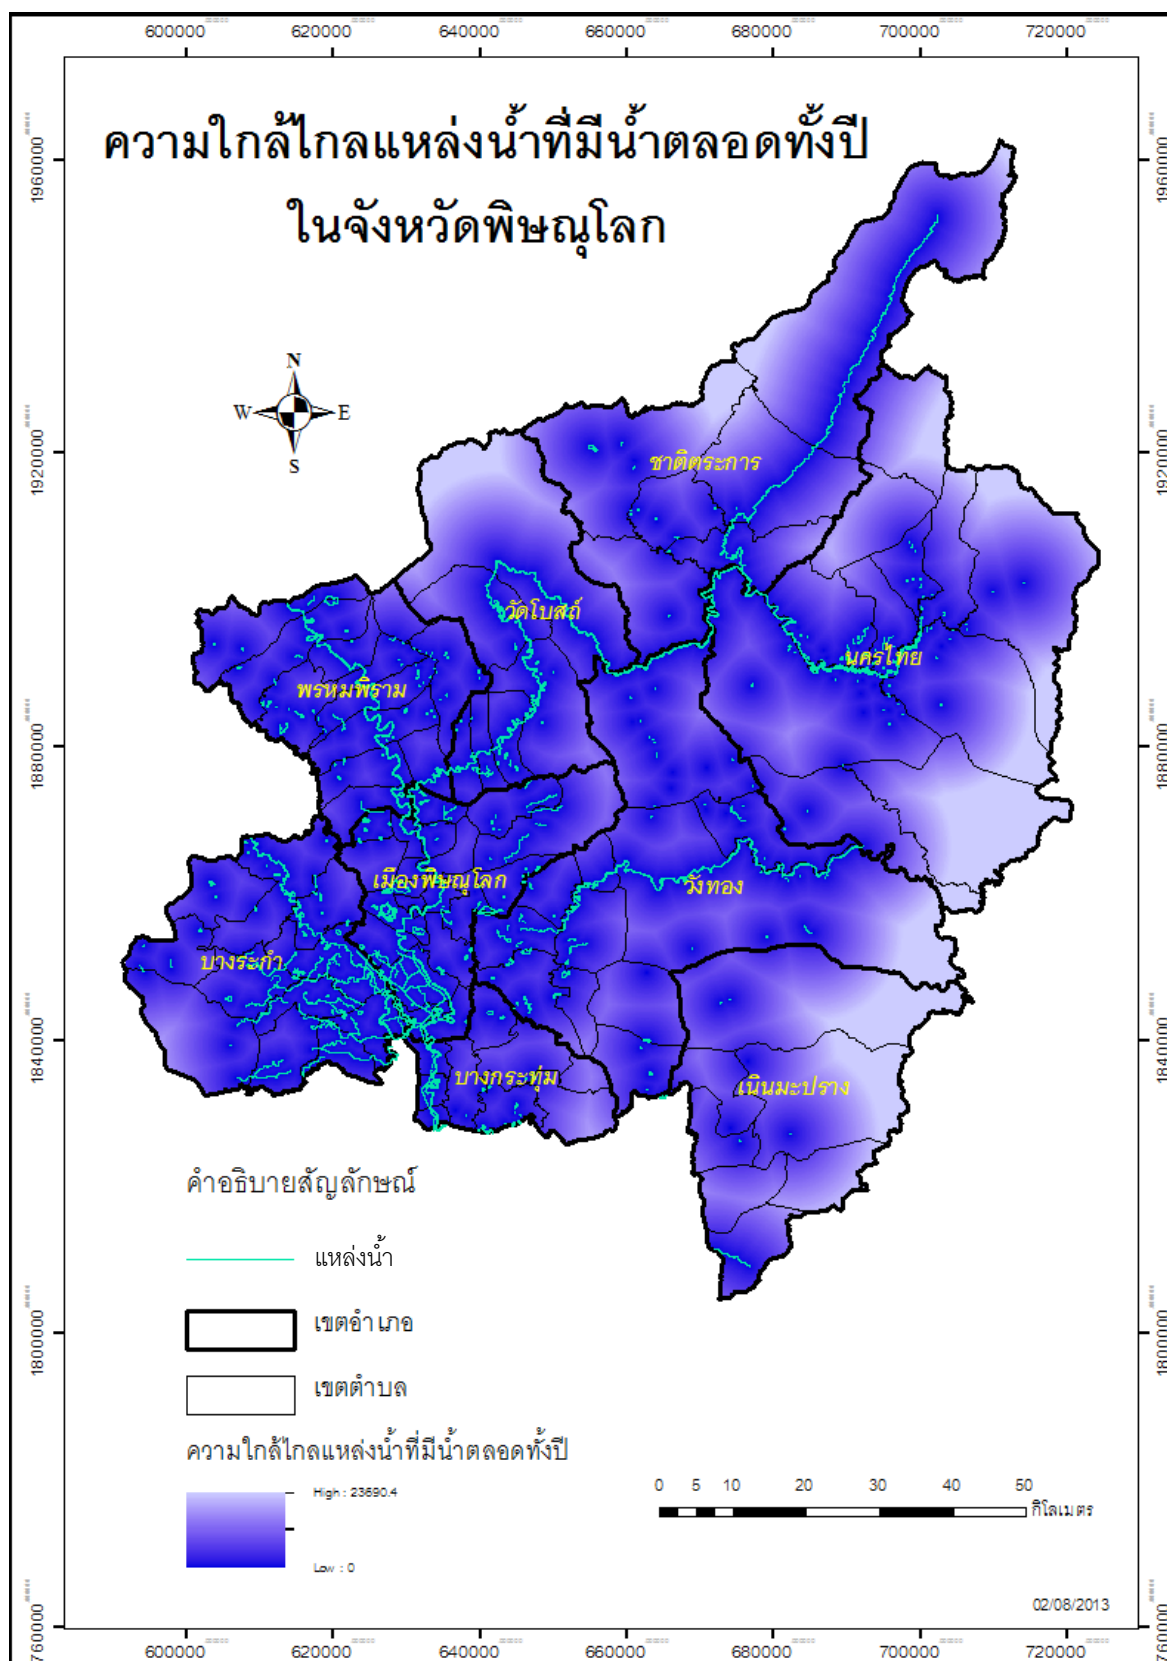 600000 620000 640000 660000 680000 700000 720000
ความใกล้ไกลแหล่งน้ำที่มีน้ำตลอดทั้งปี
ในจังหวัดพิษณุโลก
1960000
1960000
N
W E
S
1920000
1920000
ชาติตระการ
วัดโบสถ์
นครไทย
พรหมพิราม
1880000
1880000
เมืองพิษณุโลก
วังทอง
บางระกำ
1840000
1840000
บางกระทุ่ม
เนินมะปราง
คำอธิบายสัญลักษณ์
แหล่งน้ำ
เขตอำเภอ
1800000
1800000
เขตตำบล
ความใกล้ไกลแหล่งน้ำที่มีน้ำตลอดทั้งปี
High : 23690.4
Low : 0
0 5 10 20 30 40 50
กิโลเมตร
02/08/2013
760000
760000
600000 620000 640000 660000 680000 700000 720000